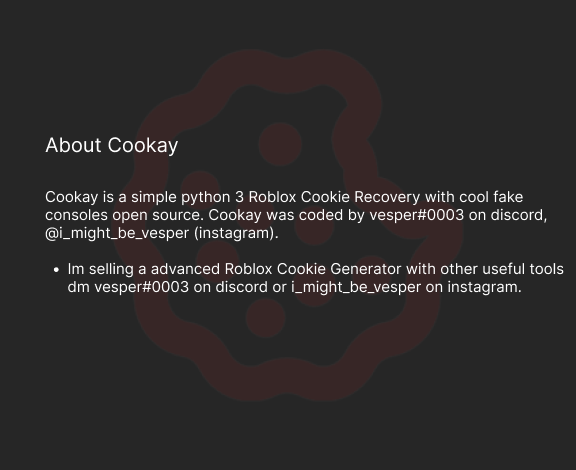 About Cookay
Cookay is a simple python 3 Roblox Cookie Recovery with cool fake
consoles open source. Cookay was coded by vesper#0003 on discord,
@i_might_be_vesper (instagram).
• Im selling a advanced Roblox Cookie Generator with other useful tools
dm vesper#0003 on discord or i_might_be_vesper on instagram.